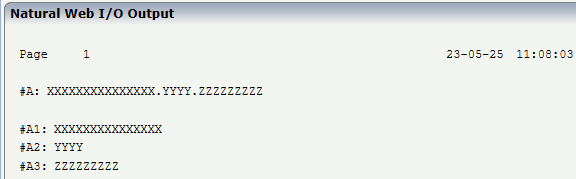 Natural Web I/O Output
Page 1 23-05-25 11:08:03
#A: XXXXXXXXXXXXXXX.YYYY.ZZZZZZZZZ
#A1: XXXXXXXXXXXXXXX
#A2: YYYY
#A3: ZZZZZZZZZ